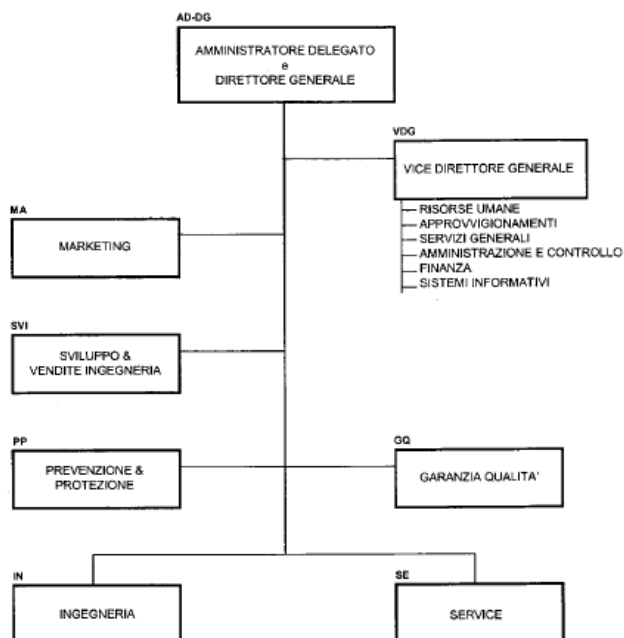 AD-DG
AMMINISTRATORE DELEGATO
e
DIRETTORE GENERALE
VDG
VICE DIRETTORE GENERALE
RISORSE UMANE
APPROVVIGIONAMENTI
SERVIZI GENERALI
AMMINISTRAZIONE E CONTROLLO
FINANZA
SISTEMI INFORMATIVI
MA
MARKETING
SVI
SVILUPPO &
VENDITE INGEGNERIA
PP
PREVENZIONE &
PROTEZIONE
GQ
GARANZIA QUALITA'
IN
INGEGNERIA
SE
SERVICE